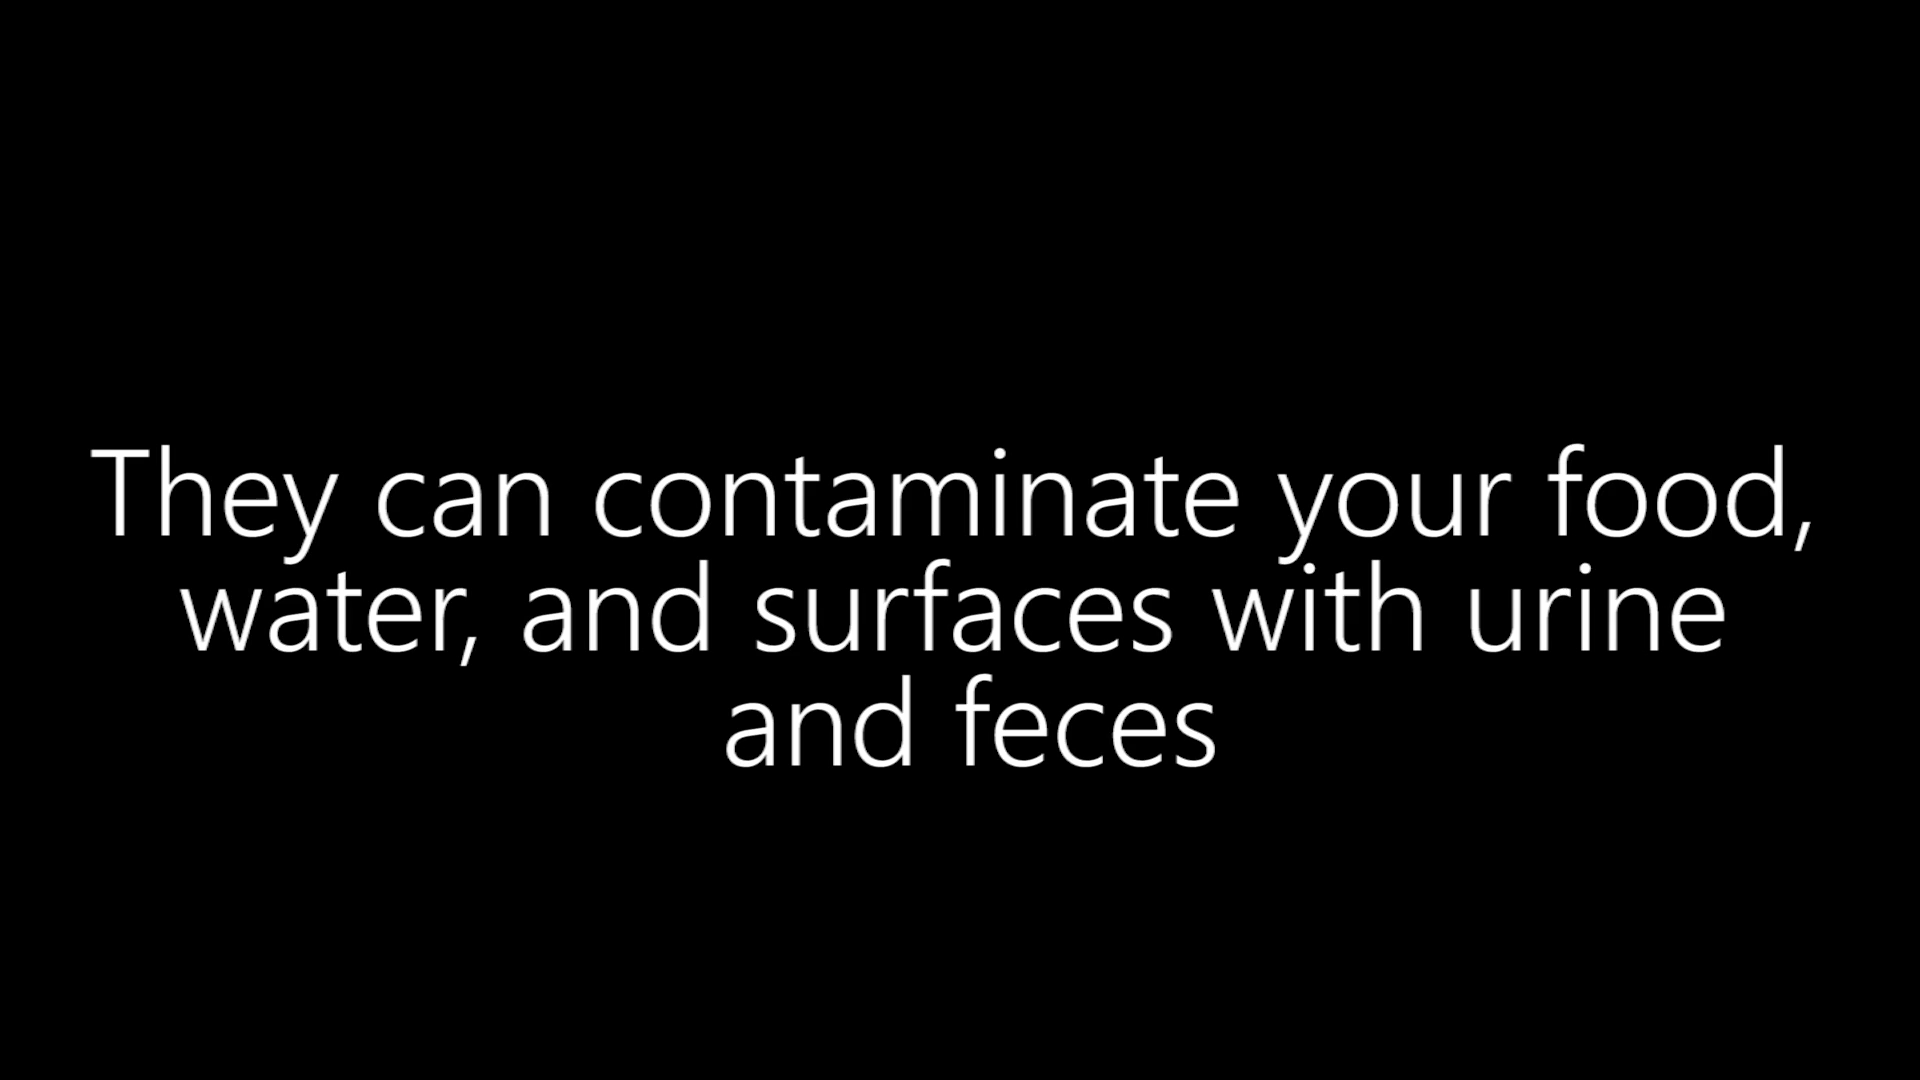 They can contaminate your food,
water, and surfaces with urine
and feces